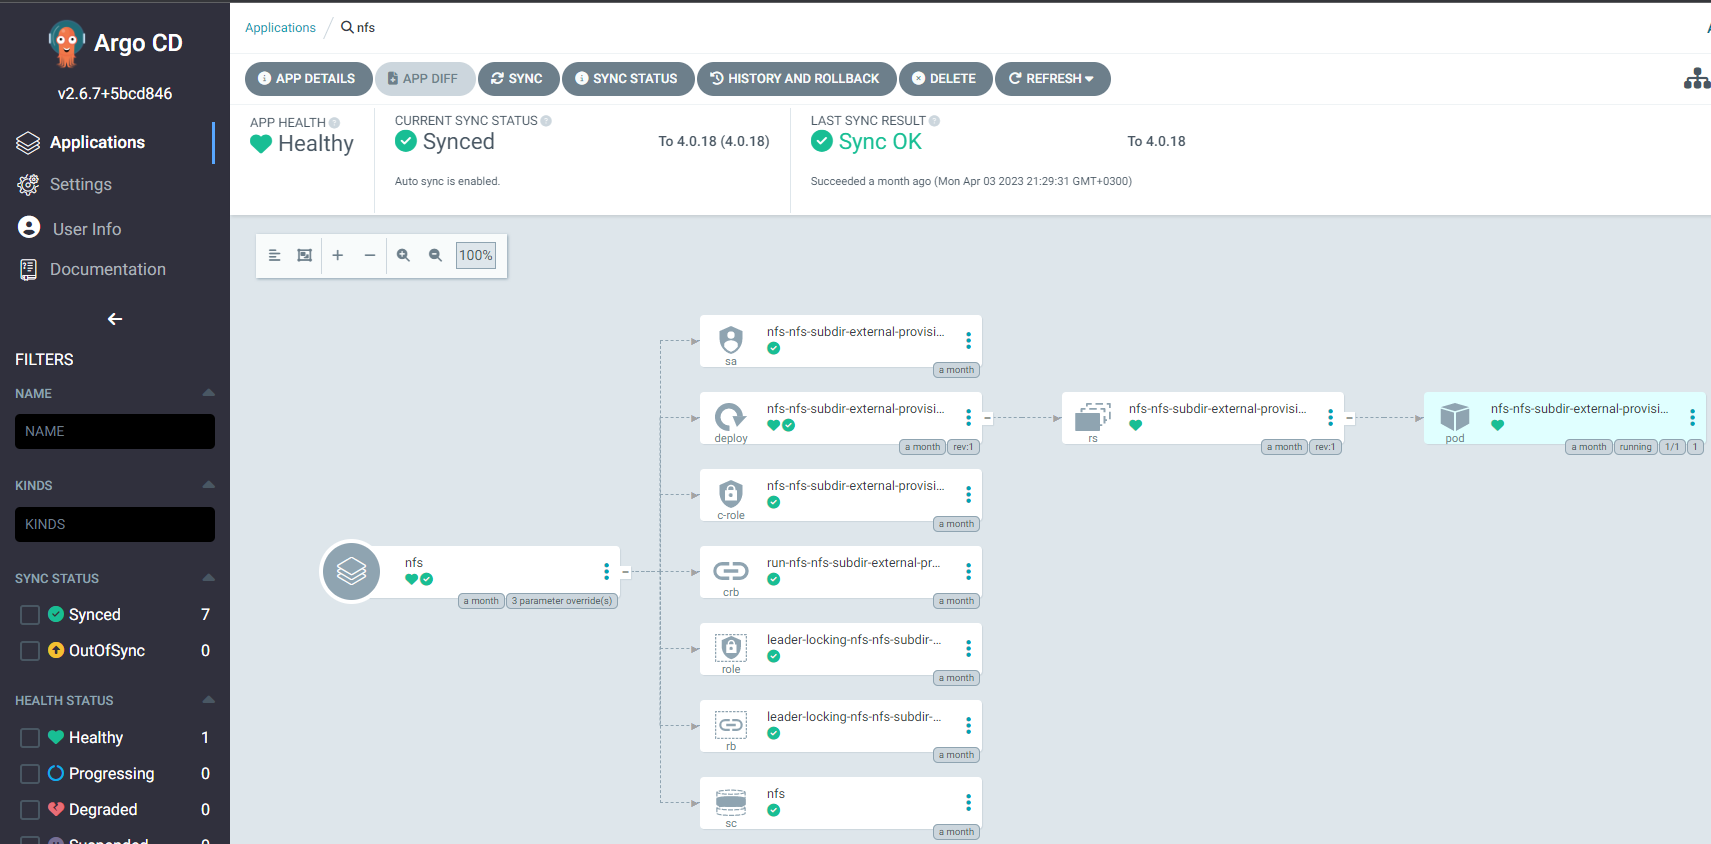 Argo CD
v2.6.7+5bcd846
Applications
Settings
User Info
Documentation
FILTERS
NAME
NAME
KINDS
KINDS
SYNC STATUS
Synced 7
OutOfSync 0
HEALTH STATUS
Healthy 1
Progressing 0
Degraded 0
Applications / nfs
APP DETAILS APP DIFF SYNC SYNC STATUS HISTORY AND ROLLBACK DELETE REFRESH
APP HEALTH
Healthy
CURRENT SYNC STATUS
Synced To 4.0.18 (4.0.18)
Auto sync is enabled.
LAST SYNC RESULT
Sync OK To 4.0.18
Succeeded a month ago (Mon Apr 03 2023 21:29:31 GMT+0300)
100%
nfs
a month 3 parameter override(s)
nfs-nfs-subdir-external-provisi...
sa
a month
nfs-nfs-subdir-external-provisi...
deploy
a month rev:1
nfs-nfs-subdir-external-provisi...
rs
a month rev:1
nfs-nfs-subdir-external-provisi...
pod
a month running 1/1 1
nfs-nfs-subdir-external-provisi...
c-role
a month
run-nfs-nfs-subdir-external-pr...
crb
a month
leader-locking-nfs-nfs-subdir-...
role
a month
leader-locking-nfs-nfs-subdir-...
rb
a month
nfs
sc
a month